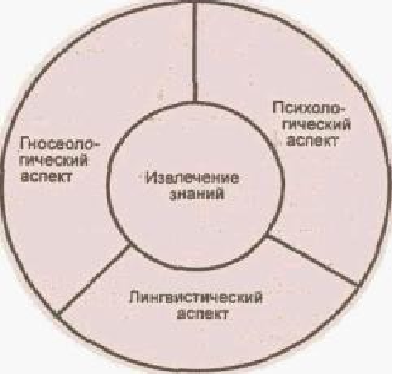 Психоло-
гический
аспект
Гносеоло-
гический
аспект
Извлечение
знаний
Лингвистический
аспект